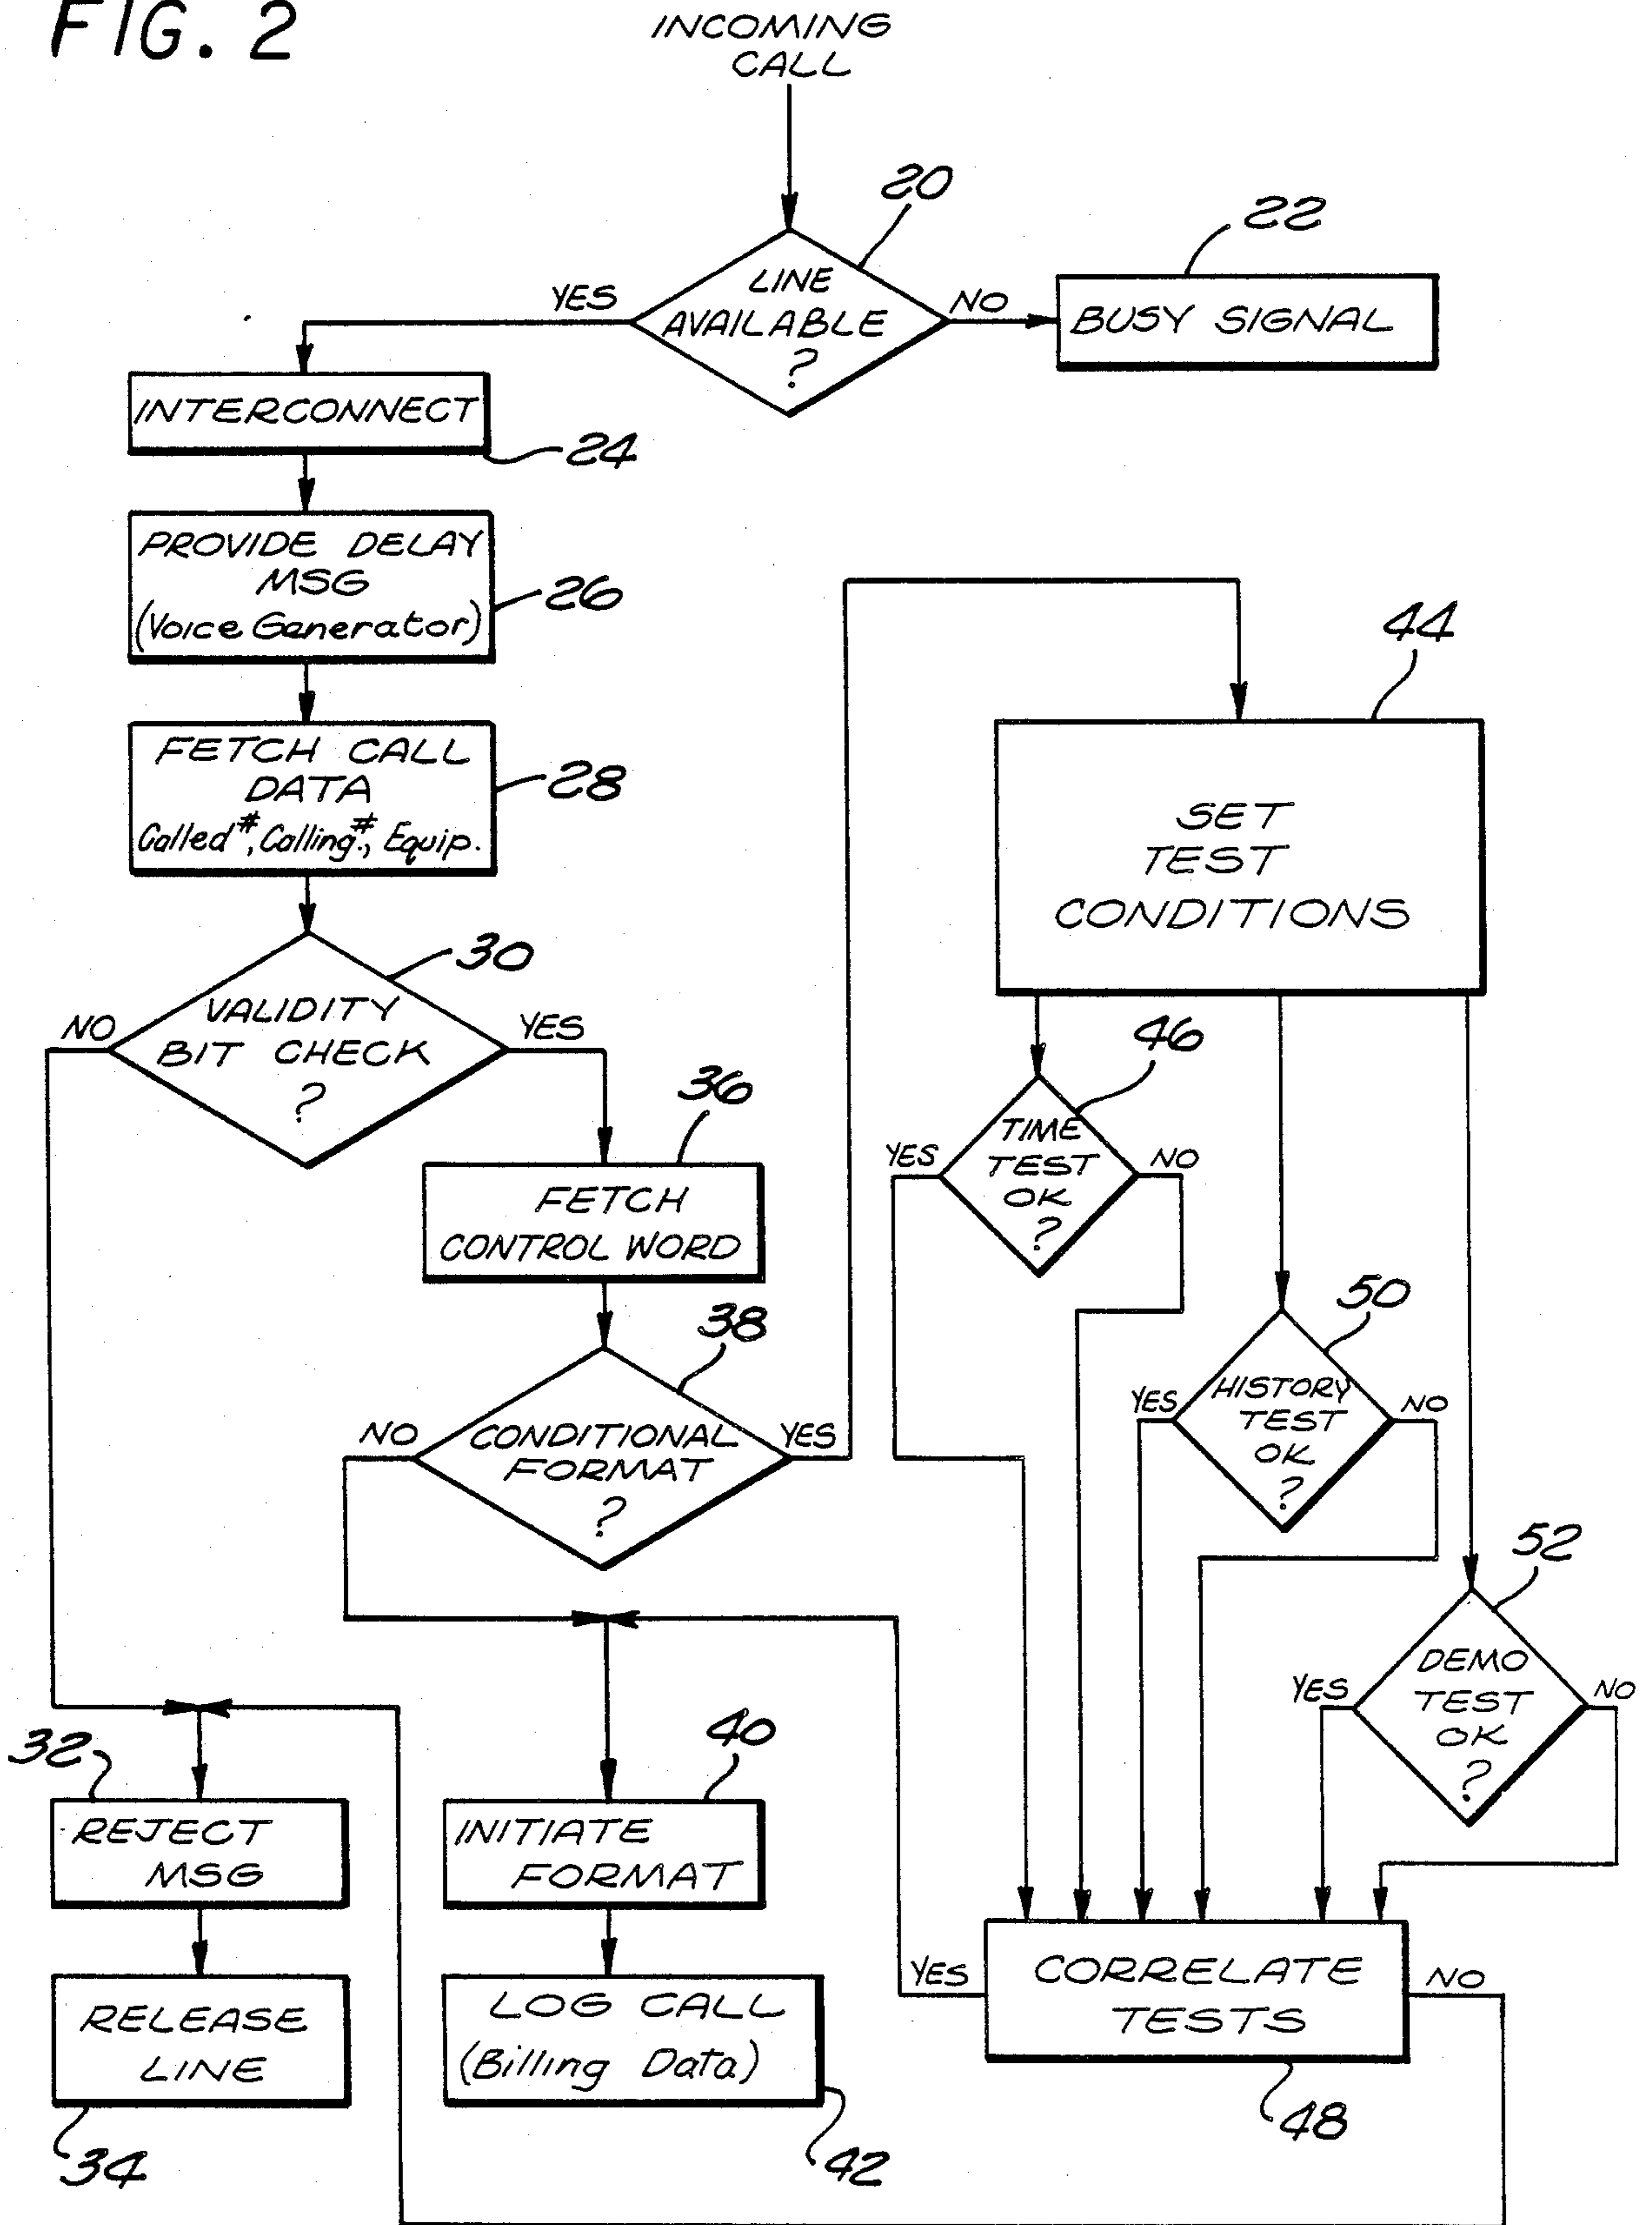 FIG. 2
INCOMING
CALL
20
22
LINE
AVAILABLE
?
YES
NO
BUSY SIGNAL
INTERCONNECT
24
PROVIDE DELAY
MSG
(Voice Generator)
26
FETCH CALL
DATA
Called#, Calling#, Equip.
28
30
VALIDITY
BIT CHECK
?
NO
YES
36
FETCH
CONTROL WORD
38
CONDITIONAL
FORMAT
?
NO
YES
44
SET
TEST
CONDITIONS
46
TIME
TEST
OK
?
YES
NO
50
HISTORY
TEST
OK
?
YES
NO
52
DEMO
TEST
OK
?
YES
NO
32
REJECT
MSG
RELEASE
LINE
34
40
INITIATE
FORMAT
LOG CALL
(Billing Data)
42
YES
CORRELATE
TESTS
NO
48